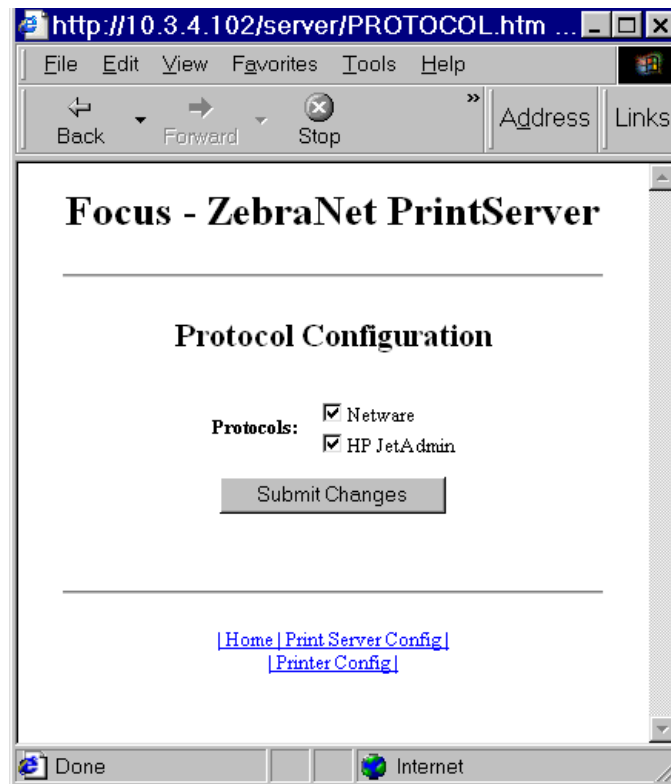 http://10.3.4.102/server/PROTOCOL.htm ...
File Edit View Favorites Tools Help
Back Forward Stop » Address Links
Focus - ZebraNet PrintServer
Protocol Configuration
Protocols:
Netware
HP JetAdmin
Submit Changes
| Home | Print Server Config |
| Printer Config |
Done Internet